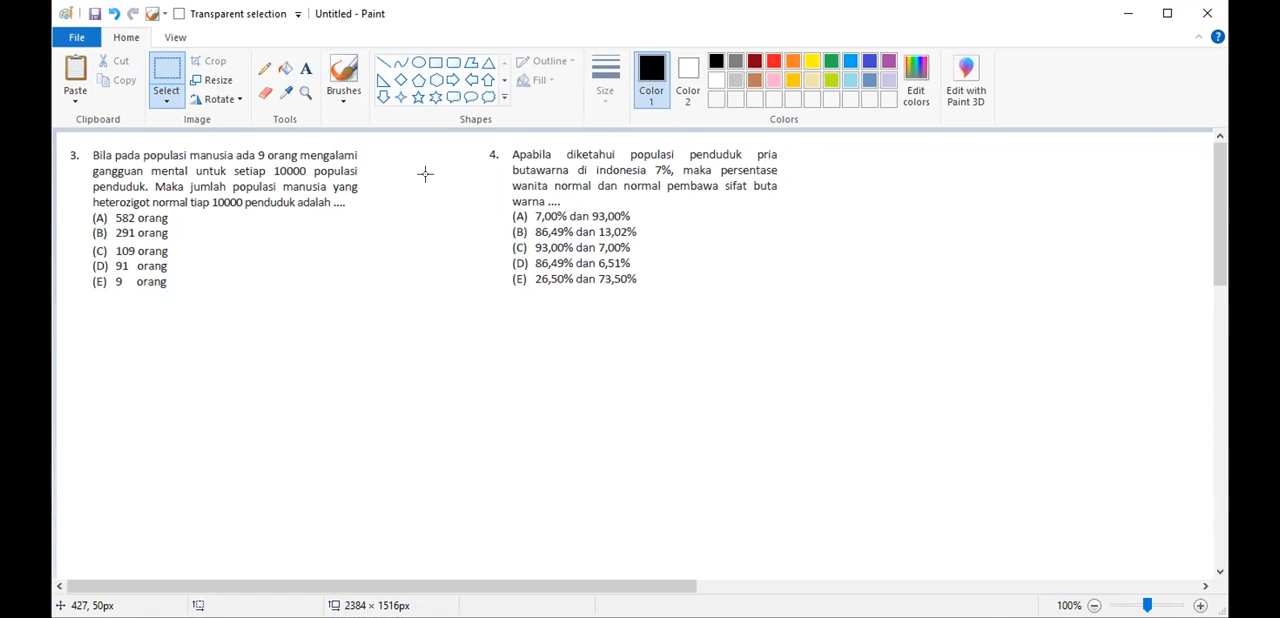 Transparent selection
Untitled - Paint
File
Home
View
Paste
Cut
Copy
Clipboard
Select
Crop
Resize
Rotate
Image
A
Tools
Brushes
Outline
Fill
Shapes
Size
Color 1
Color 2
Colors
Edit colors
Edit with Paint 3D
3. Bila pada populasi manusia ada 9 orang mengalami
gangguan mental untuk setiap 10000 populasi
penduduk. Maka jumlah populasi manusia yang
heterozigot normal tiap 10000 penduduk adalah ....
(A) 582 orang
(B) 291 orang
(C) 109 orang
(D) 91 orang
(E) 9 orang
4. Apabila diketahui populasi penduduk pria
butawarna di indonesia 7%, maka persentase
wanita normal dan normal pembawa sifat buta
warna ....
(A) 7,00% dan 93,00%
(B) 86,49% dan 13,02%
(C) 93,00% dan 7,00%
(D) 86,49% dan 6,51%
(E) 26,50% dan 73,50%
427, 50px
2384 × 1516px
100%